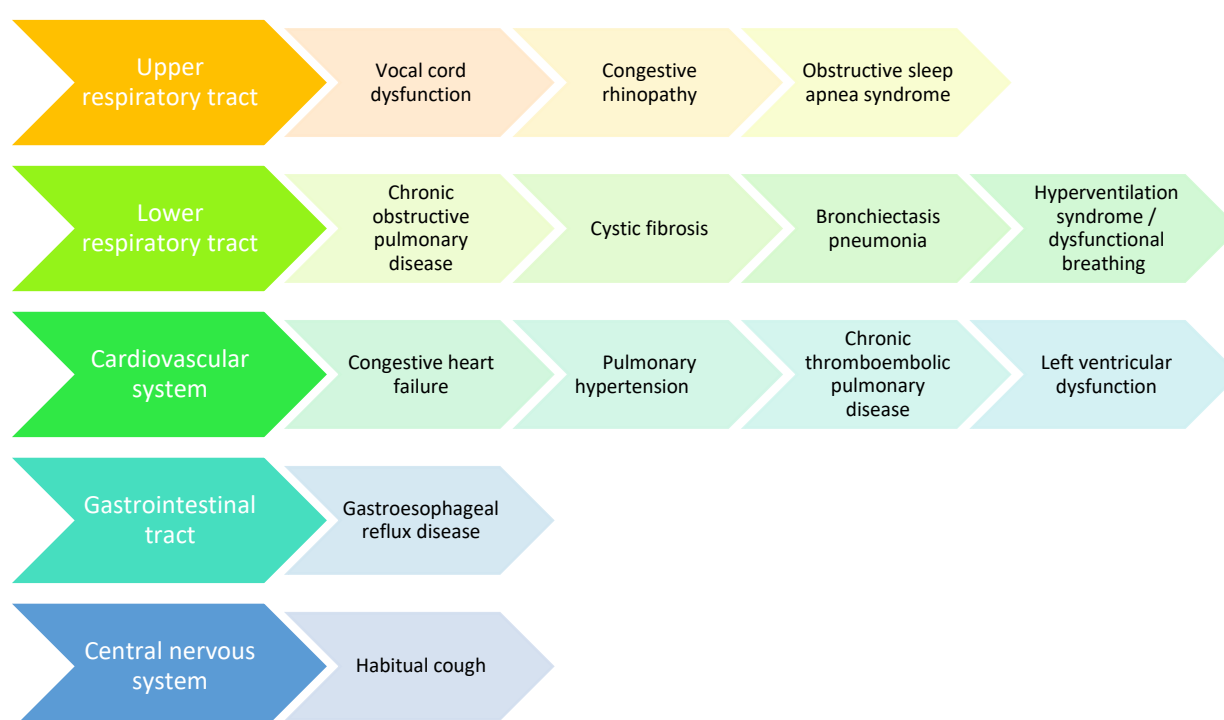 Upper
respiratory tract
Vocal cord
dysfunction
Congestive
rhinopathy
Obstructive sleep
apnea syndrome
Lower
respiratory tract
Chronic
obstructive
pulmonary
disease
Cystic fibrosis
Bronchiectasis
pneumonia
Hyperventilation
syndrome /
dysfunctional
breathing
Cardiovascular
system
Congestive heart
failure
Pulmonary
hypertension
Chronic
thromboembolic
pulmonary
disease
Left ventricular
dysfunction
Gastrointestinal
tract
Gastroesophageal
reflux disease
Central nervous
system
Habitual cough